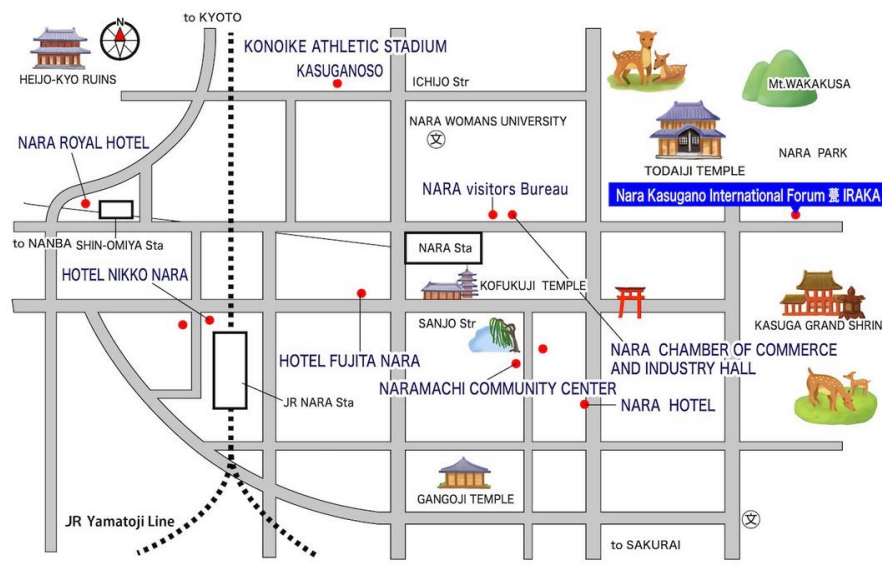 to KYOTO
HEIJO-KYO RUINS
KONOIKE ATHLETIC STADIUM
KASUGANOSO
ICHIJO Str
Mt.WAKAKUSA
NARA WOMANS UNIVERSITY
文
NARA ROYAL HOTEL
TODAIJI TEMPLE
NARA PARK
NARA visitors Bureau
Nara Kasugano International Forum 甍 IRAKA
to NANBA
SHIN-OMIYA Sta
NARA Sta
HOTEL NIKKO NARA
KOFUKUJI TEMPLE
SANJO Str
KASUGA GRAND SHRIN
HOTEL FUJITA NARA
NARA CHAMBER OF COMMERCE
AND INDUSTRY HALL
NARAMACHI COMMUNITY CENTER
JR NARA Sta
NARA HOTEL
GANGOJI TEMPLE
JR Yamatoji Line
文
to SAKURAI